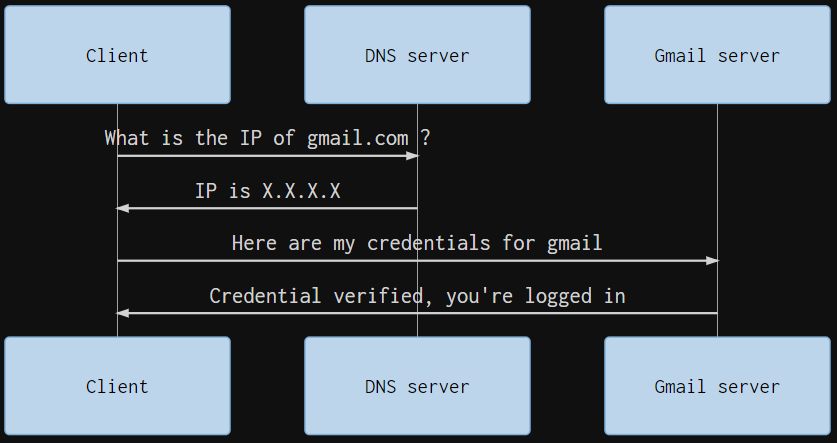 Client
DNS server
Gmail server
What is the IP of gmail.com ?
IP is X.X.X.X
Here are my credentials for gmail
Credential verified, you're logged in
Client
DNS server
Gmail server